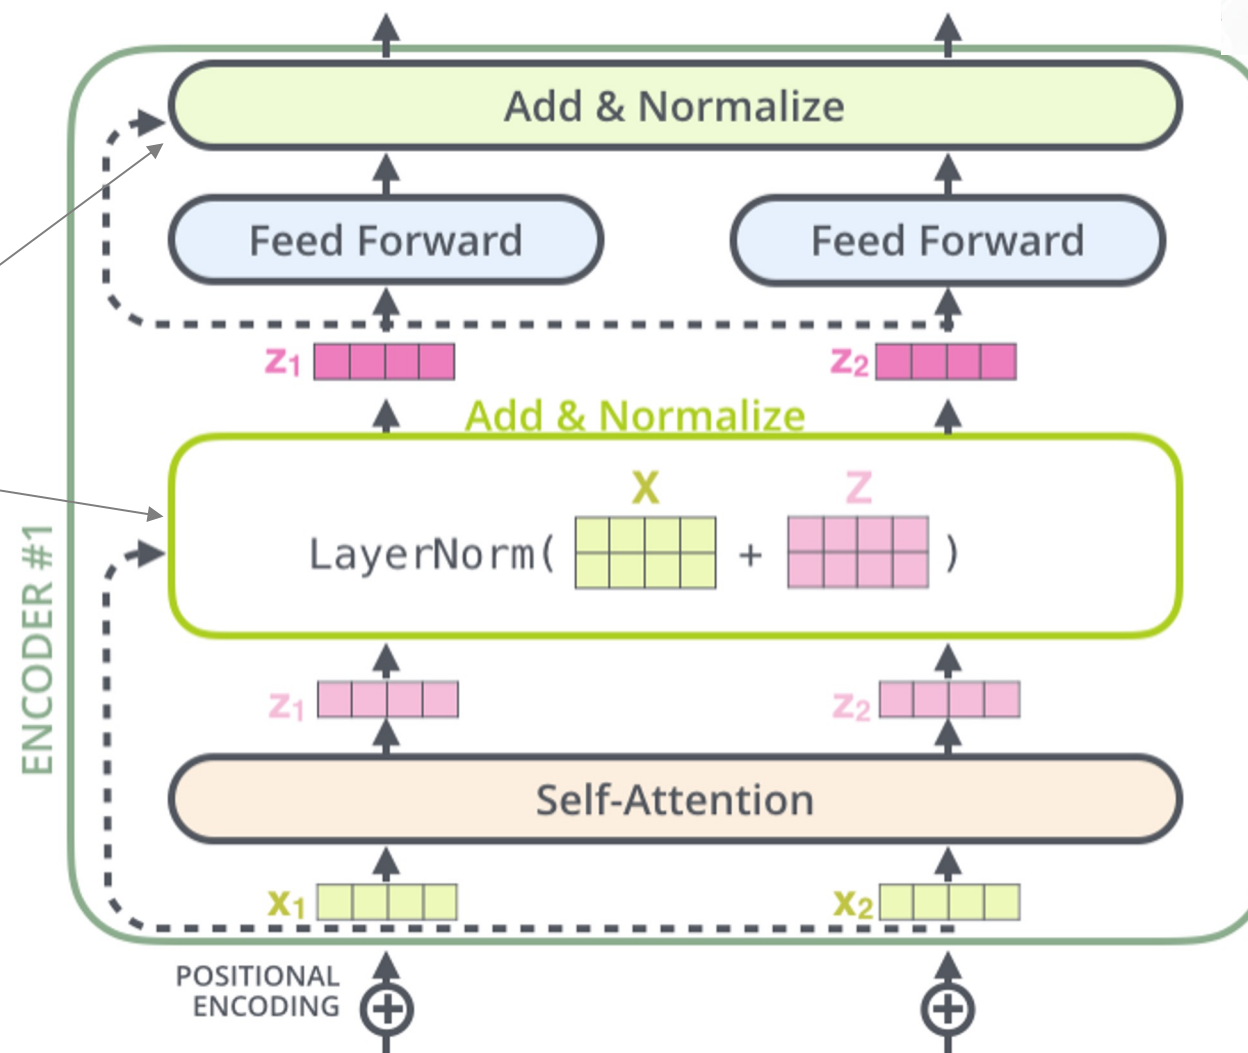 Add & Normalize
Feed Forward
Feed Forward
z1
z2
Add & Normalize
X
Z
LayerNorm(
+
)
ENCODER #1
z1
z2
Self-Attention
x1
x2
POSITIONAL
ENCODING